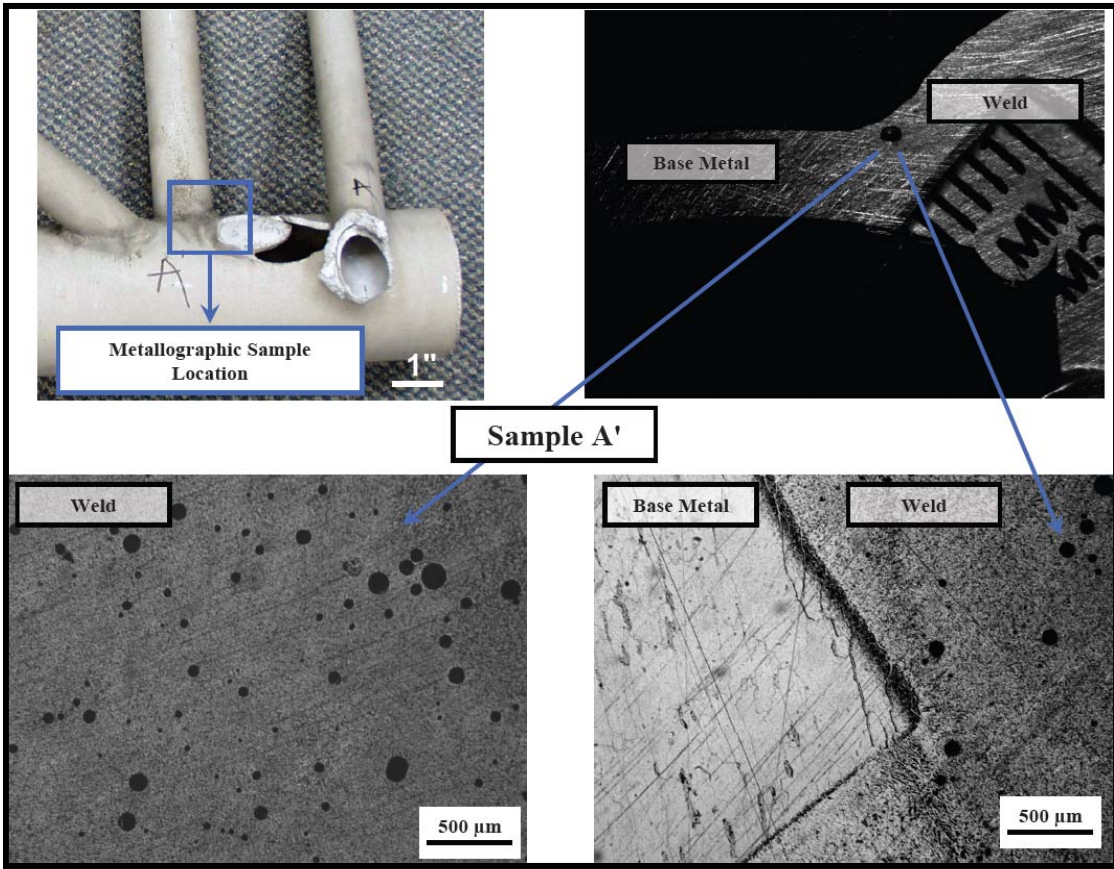 A
A
Metallographic Sample
Location
1"
Weld
Base Metal
Sample A'
Weld
500 µm
Base Metal
Weld
500 µm